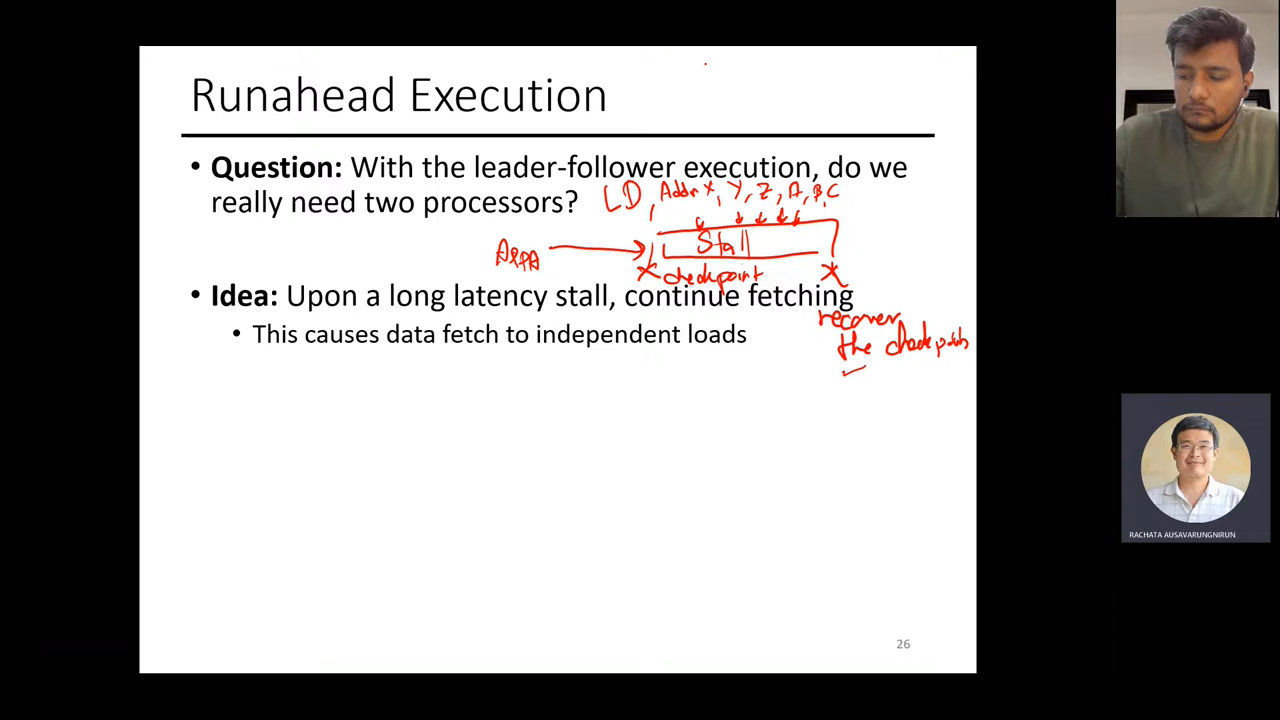 Runahead Execution
• Question: With the leader-follower execution, do we
really need two processors?
LD, Addr X, Y, Z, A, B, C
Stall
checkpoint
• Idea: Upon a long latency stall, continue fetching
recover
the
• This causes data fetch to independent loads
26
RACHATA AUSAVARUNGNIRUN